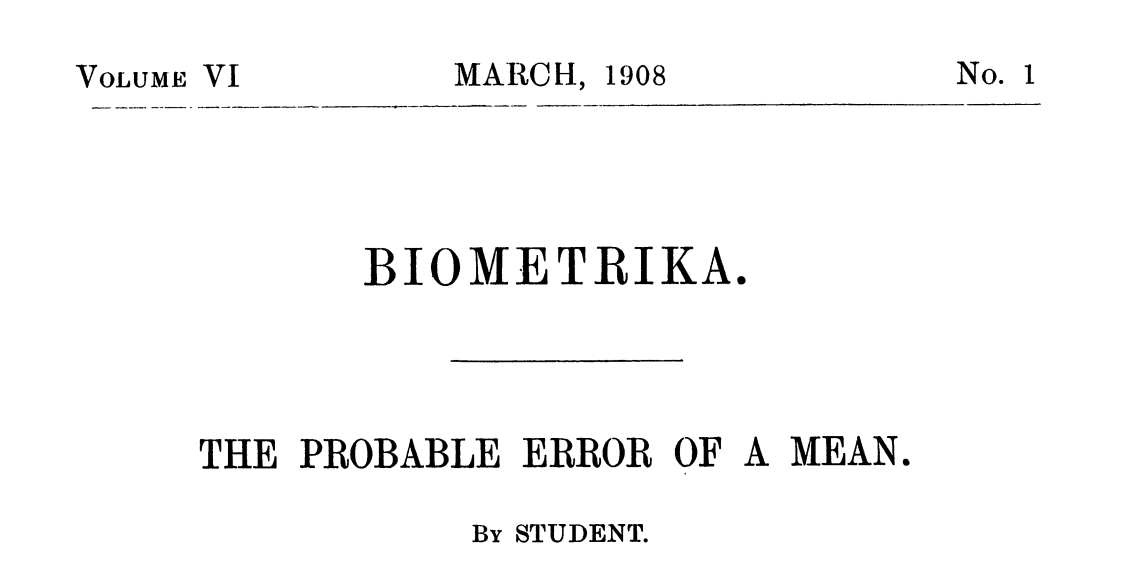 VOLUME VI MARCH, 1908 No. 1
BIOMETRIKA.
THE PROBABLE ERROR OF A MEAN.
BY STUDENT.